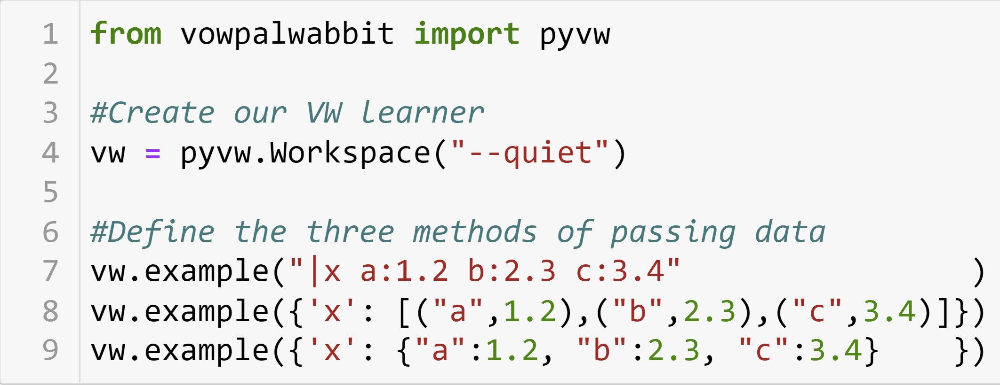 1 from vowpalwabbit import pyvw
2
3 #Create our VW learner
4 vw = pyvw.Workspace("--quiet")
5
6 #Define the three methods of passing data
7 vw.example("|x a:1.2 b:2.3 c:3.4"                )
8 vw.example({'x': [("a",1.2),("b",2.3),("c",3.4)]})
9 vw.example({'x': {"a":1.2, "b":2.3, "c":3.4}    })